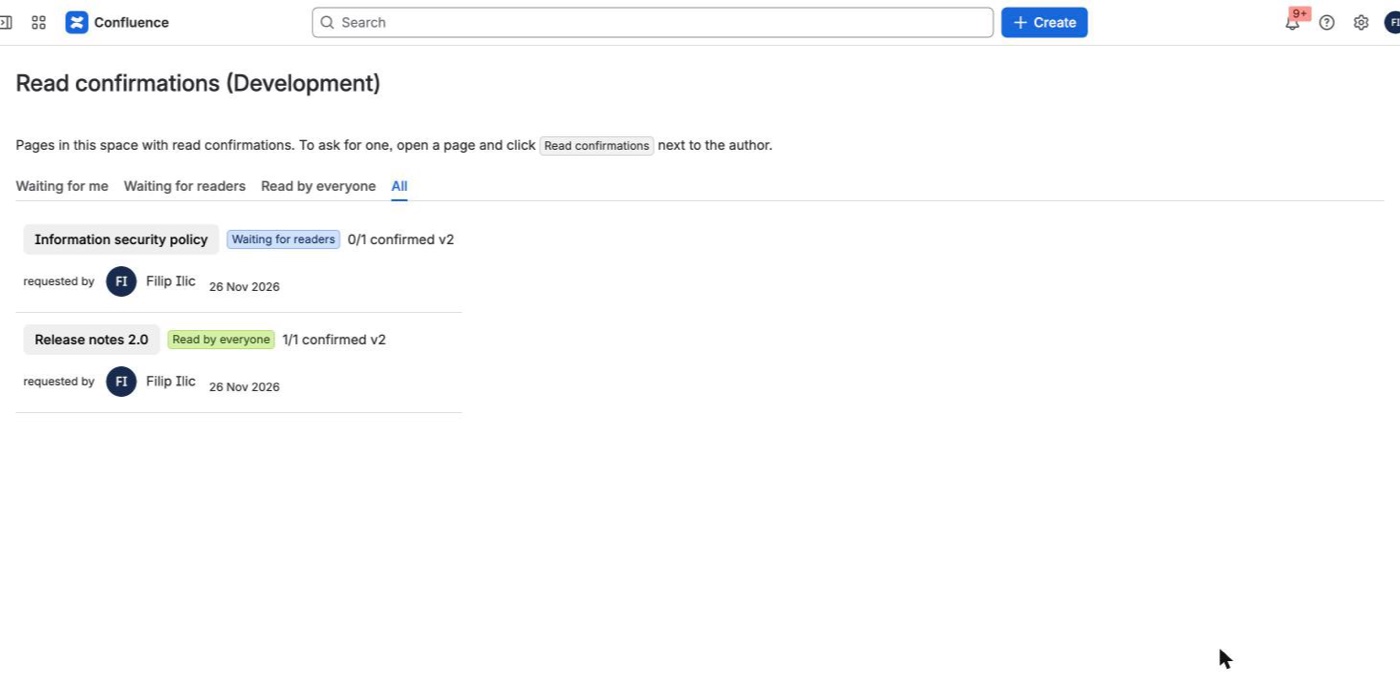 Confluence Search + Create 9+ FI
Read confirmations (Development)
Pages in this space with read confirmations. To ask for one, open a page and click Read confirmations next to the author.
Waiting for me Waiting for readers Read by everyone All
Information security policy Waiting for readers 0/1 confirmed v2
requested by FI Filip Ilic 26 Nov 2026
Release notes 2.0 Read by everyone 1/1 confirmed v2
requested by FI Filip Ilic 26 Nov 2026